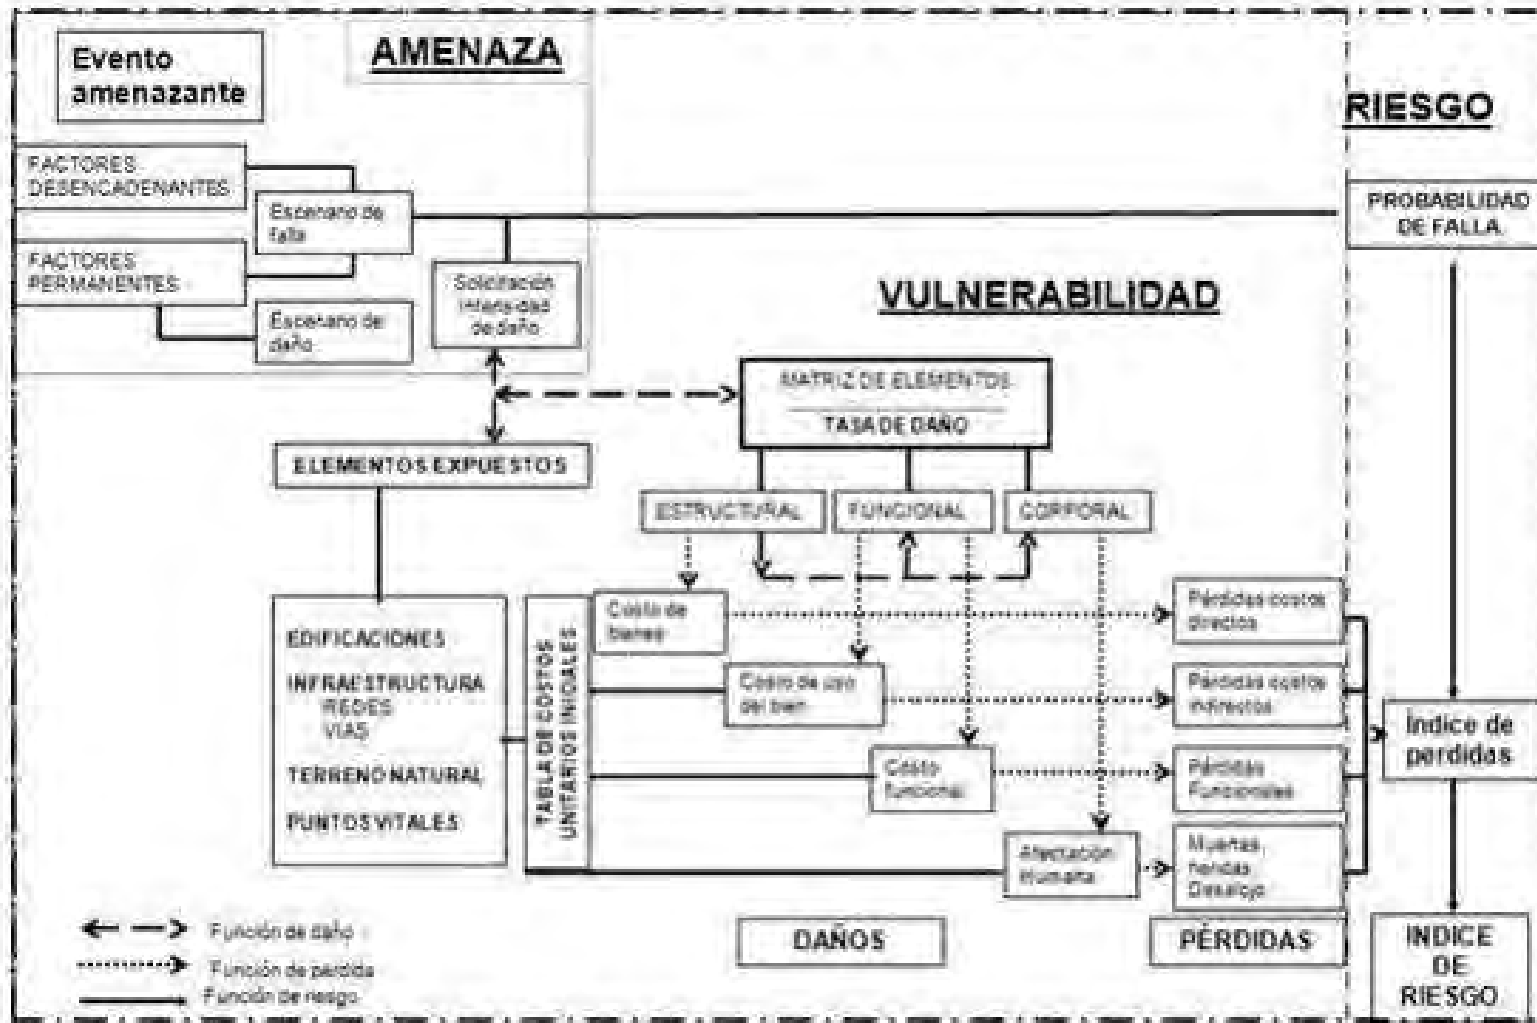 Evento
amenazante
AMENAZA
RIESGO
FACTORES
DESENCADENANTES
Escenario de
falla
FACTORES
PERMANENTES
Escenario de
daño
Solicitación
intensidad
de daño
PROBABILIDAD
DE FALLA
VULNERABILIDAD
MATRIZ DE ELEMENTOS
TASA DE DAÑO
ELEMENTOS EXPUESTOS
ESTRUCTURAL
FUNCIONAL
CORPORAL
EDIFICACIONES
INFRAESTRUCTURA
REDES
VIAS
TERRENO NATURAL
PUNTOS VITALES
TABLA DE COSTOS
UNITARIOS INICIALES
Costo de
bienes
Costo de uso
del bien
Costo
funcional
Afectación
Humana
Pérdidas costos
directos
Pérdidas costos
indirectos
Pérdidas
Funcionales
Muertes
heridas
Desalojo
Índice de
perdidas
DAÑOS
PÉRDIDAS
INDICE
DE
RIESGO
Función de daño
Función de perdida
Función de riesgo